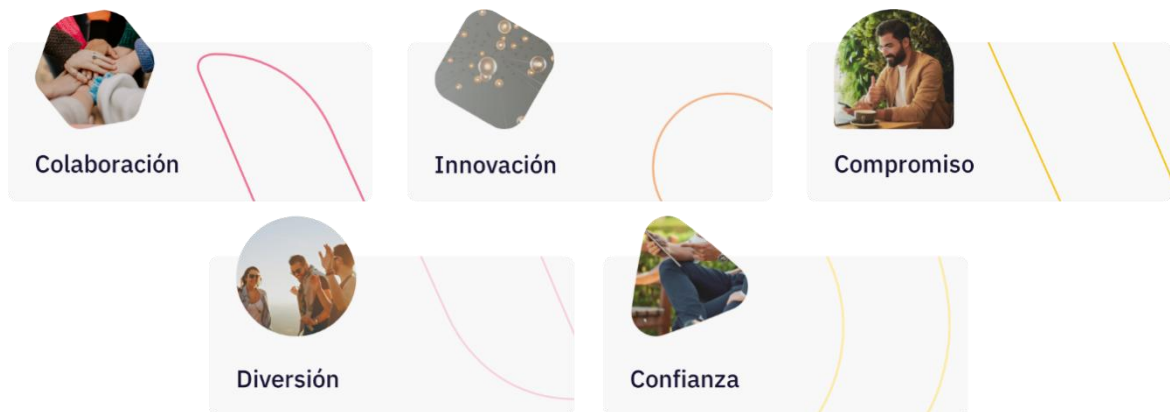 Colaboración
Innovación
Compromiso
Diversión
Confianza